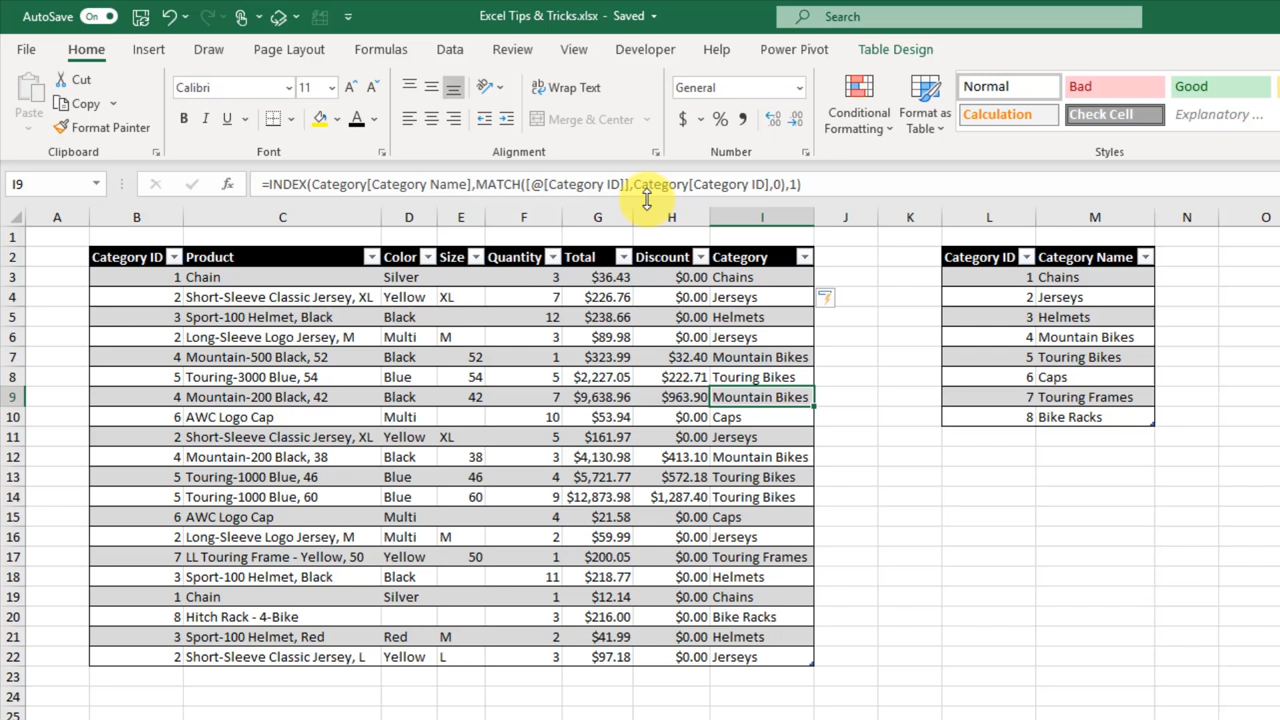 AutoSave On Excel Tips & Tricks.xlsx - Saved Search
File Home Insert Draw Page Layout Formulas Data Review View Developer Help Power Pivot Table Design
Paste Cut Copy Format Painter
Calibri 11
B I U A
Wrap Text
Merge & Center
General
$ % 9
Conditional Formatting
Format as Table
Normal Bad Good
Calculation Check Cell Explanatory ...
Clipboard Font Alignment Number Styles
I9 fx =INDEX(Category[Category Name],MATCH([@[Category ID]],Category[Category ID],0),1)
A B C D E F G H I J K L M N O
1
2 Category ID Product Color Size Quantity Total Discount Category Category ID Category Name
3 1 Chain Silver 3 $36.43 $0.00 Chains 1 Chains
4 2 Short-Sleeve Classic Jersey, XL Yellow XL 7 $226.76 $0.00 Jerseys 2 Jerseys
5 3 Sport-100 Helmet, Black Black 12 $238.66 $0.00 Helmets 3 Helmets
6 2 Long-Sleeve Logo Jersey, M Multi M 3 $89.98 $0.00 Jerseys 4 Mountain Bikes
7 4 Mountain-500 Black, 52 Black 52 1 $323.99 $32.40 Mountain Bikes 5 Touring Bikes
8 5 Touring-3000 Blue, 54 Blue 54 5 $2,227.05 $222.71 Touring Bikes 6 Caps
9 4 Mountain-200 Black, 42 Black 42 7 $9,638.96 $963.90 Mountain Bikes 7 Touring Frames
10 6 AWC Logo Cap Multi 10 $53.94 $0.00 Caps 8 Bike Racks
11 2 Short-Sleeve Classic Jersey, XL Yellow XL 5 $161.97 $0.00 Jerseys
12 4 Mountain-200 Black, 38 Black 38 3 $4,130.98 $413.10 Mountain Bikes
13 5 Touring-1000 Blue, 46 Blue 46 4 $5,721.77 $572.18 Touring Bikes
14 5 Touring-1000 Blue, 60 Blue 60 9 $12,873.98 $1,287.40 Touring Bikes
15 6 AWC Logo Cap Multi 4 $21.58 $0.00 Caps
16 2 Long-Sleeve Logo Jersey, M Multi M 2 $59.99 $0.00 Jerseys
17 7 LL Touring Frame - Yellow, 50 Yellow 50 1 $200.05 $0.00 Touring Frames
18 3 Sport-100 Helmet, Black Black 11 $218.77 $0.00 Helmets
19 1 Chain Silver 1 $12.14 $0.00 Chains
20 8 Hitch Rack - 4-Bike 3 $216.00 $0.00 Bike Racks
21 3 Sport-100 Helmet, Red Red M 2 $41.99 $0.00 Helmets
22 2 Short-Sleeve Classic Jersey, L Yellow L 3 $97.18 $0.00 Jerseys
23
24
25